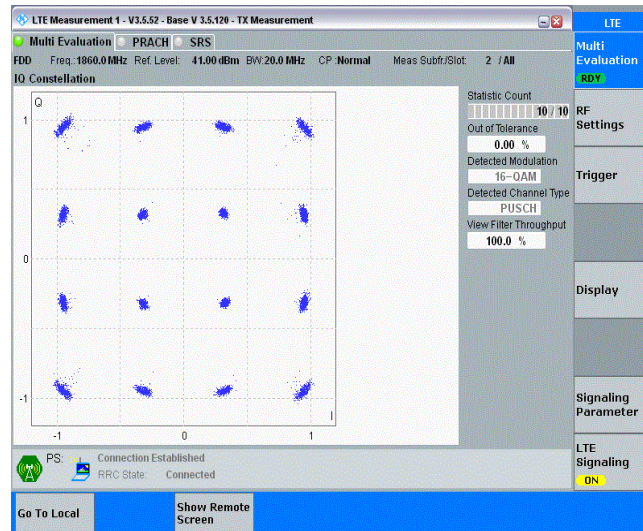 LTE Measurement 1 - V3.5.52 - Base V 3.5.120 - TX Measurement
LTE
Multi Evaluation PRACH SRS
FDD Freq.:1860.0 MHz Ref. Level: 41.00 dBm BW:20.0 MHz CP :Normal Meas Subfr./Slot: 2 / All
IQ Constellation
Multi
Evaluation
RDY
Q
1
0
-1
-1 0 1
I
Statistic Count
10 / 10
Out of Tolerance
0.00 %
Detected Modulation
16-QAM
Detected Channel Type
PUSCH
View Filter Throughput
100.0 %
RF
Settings
Trigger
Display
Signaling
Parameter
LTE
Signaling
ON
PS: Connection Established
RRC State: Connected
Go To Local
Show Remote
Screen